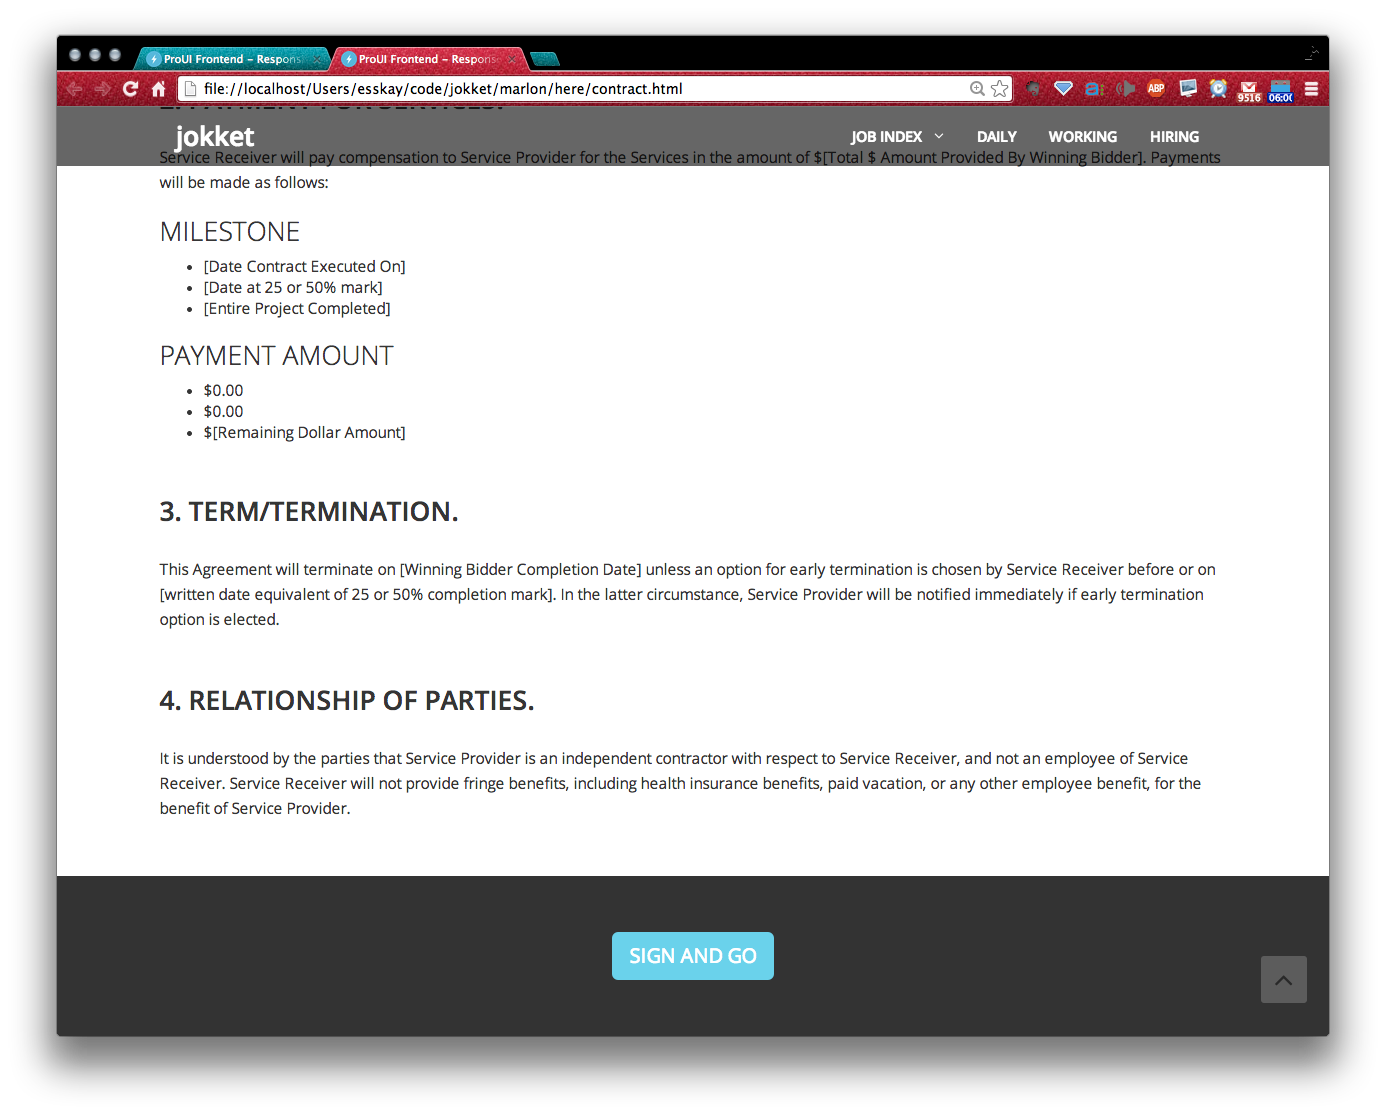 ProUI Frontend – Respons
ProUI Frontend – Respons
file://localhost/Users/esskay/code/jokket/marlon/here/contract.html
ABP
9516
06:00
2. PAYMENT FOR SERVICES.
jokket
JOB INDEX
DAILY
WORKING
HIRING
Service Receiver will pay compensation to Service Provider for the Services in the amount of $[Total $ Amount Provided By Winning Bidder]. Payments
will be made as follows:
MILESTONE
• [Date Contract Executed On]
• [Date at 25 or 50% mark]
• [Entire Project Completed]
PAYMENT AMOUNT
• $0.00
• $0.00
• $[Remaining Dollar Amount]
3. TERM/TERMINATION.
This Agreement will terminate on [Winning Bidder Completion Date] unless an option for early termination is chosen by Service Receiver before or on
[written date equivalent of 25 or 50% completion mark]. In the latter circumstance, Service Provider will be notified immediately if early termination
option is elected.
4. RELATIONSHIP OF PARTIES.
It is understood by the parties that Service Provider is an independent contractor with respect to Service Receiver, and not an employee of Service
Receiver. Service Receiver will not provide fringe benefits, including health insurance benefits, paid vacation, or any other employee benefit, for the
benefit of Service Provider.
SIGN AND GO